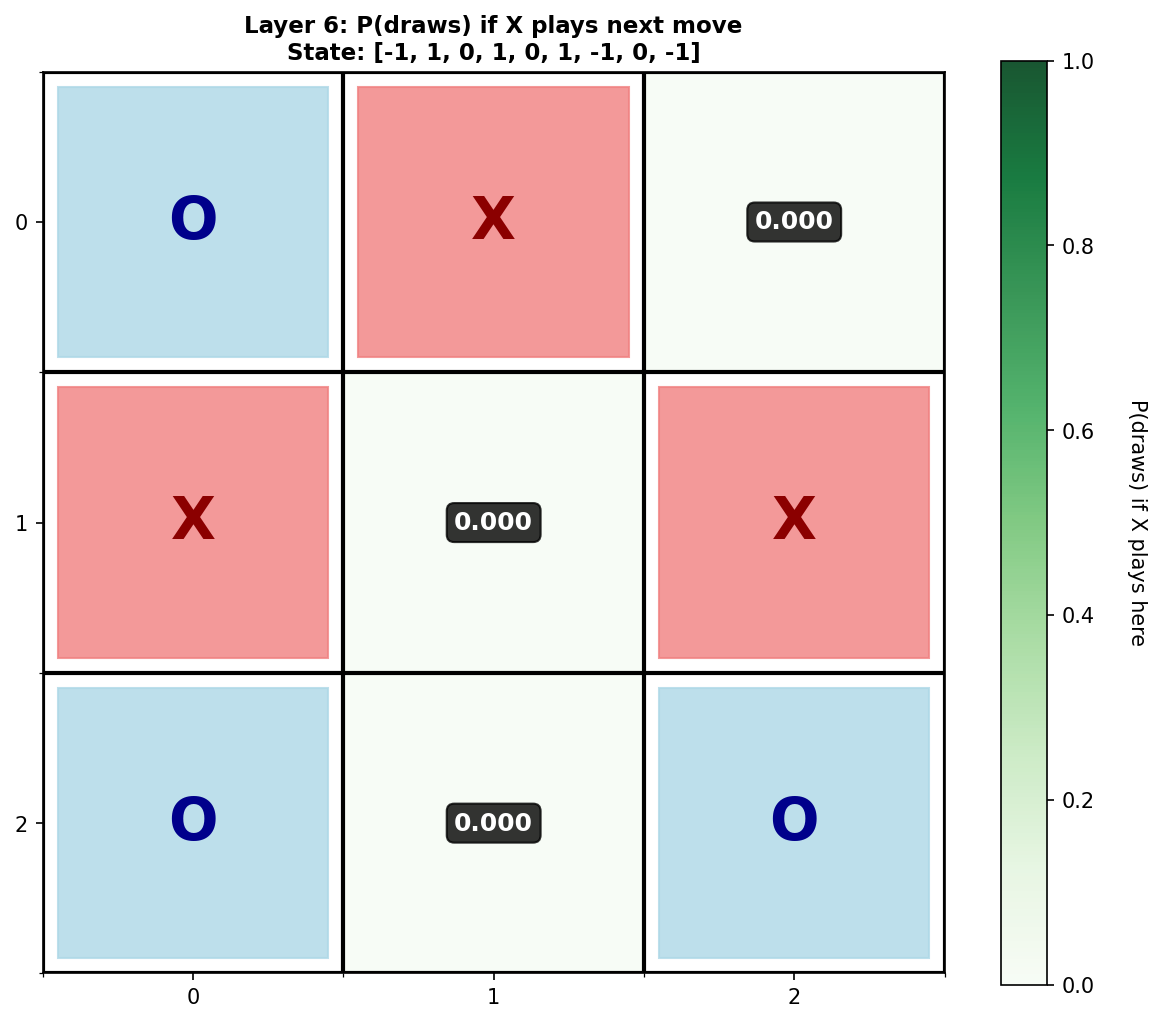 Layer 6: P(draws) if X plays next move
State: [-1, 1, 0, 1, 0, 1, -1, 0, -1]
1.0
0.8
0.6
0.4
0.2
0.0
P(draws) if X plays here
0
O
X
0.000
1
X
0.000
X
2
O
0.000
O
0
1
2